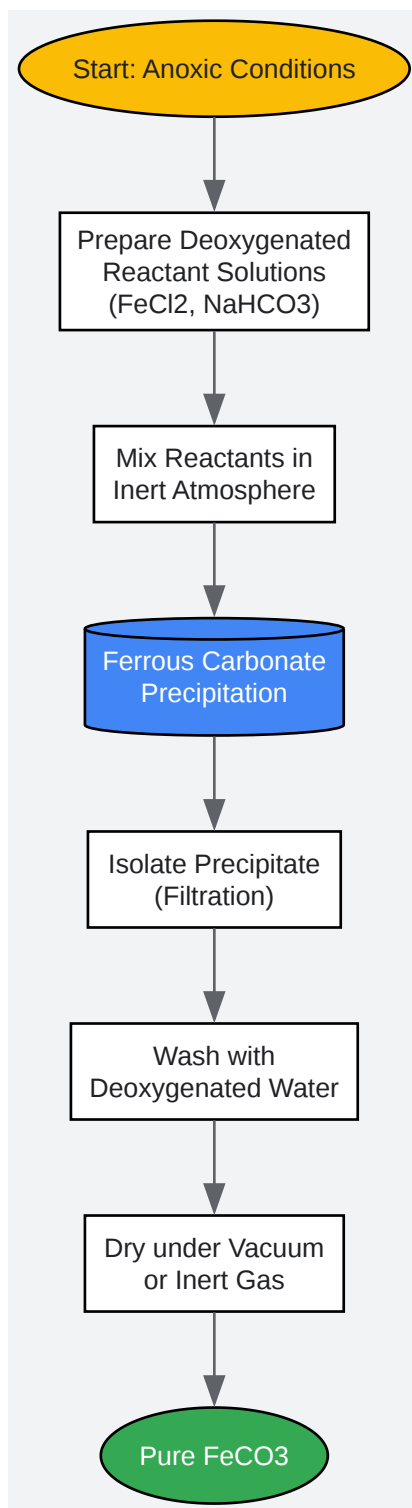 Start: Anoxic Conditions
Prepare Deoxygenated
Reactant Solutions
(FeCl2, NaHCO3)
Mix Reactants in
Inert Atmosphere
Ferrous Carbonate
Precipitation
Isolate Precipitate
(Filtration)
Wash with
Deoxygenated Water
Dry under Vacuum
or Inert Gas
Pure FeCO3